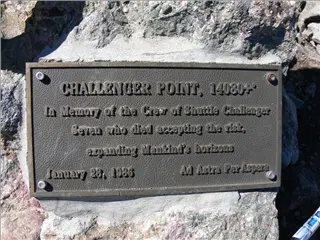 CHALLENGER POINT, 14080+'
In Memory of the Crew of Shuttle Challenger
Seven who died accepting the risk,
expanding Mankind's horizons
January 28, 1986 Ad Astra Per Aspera